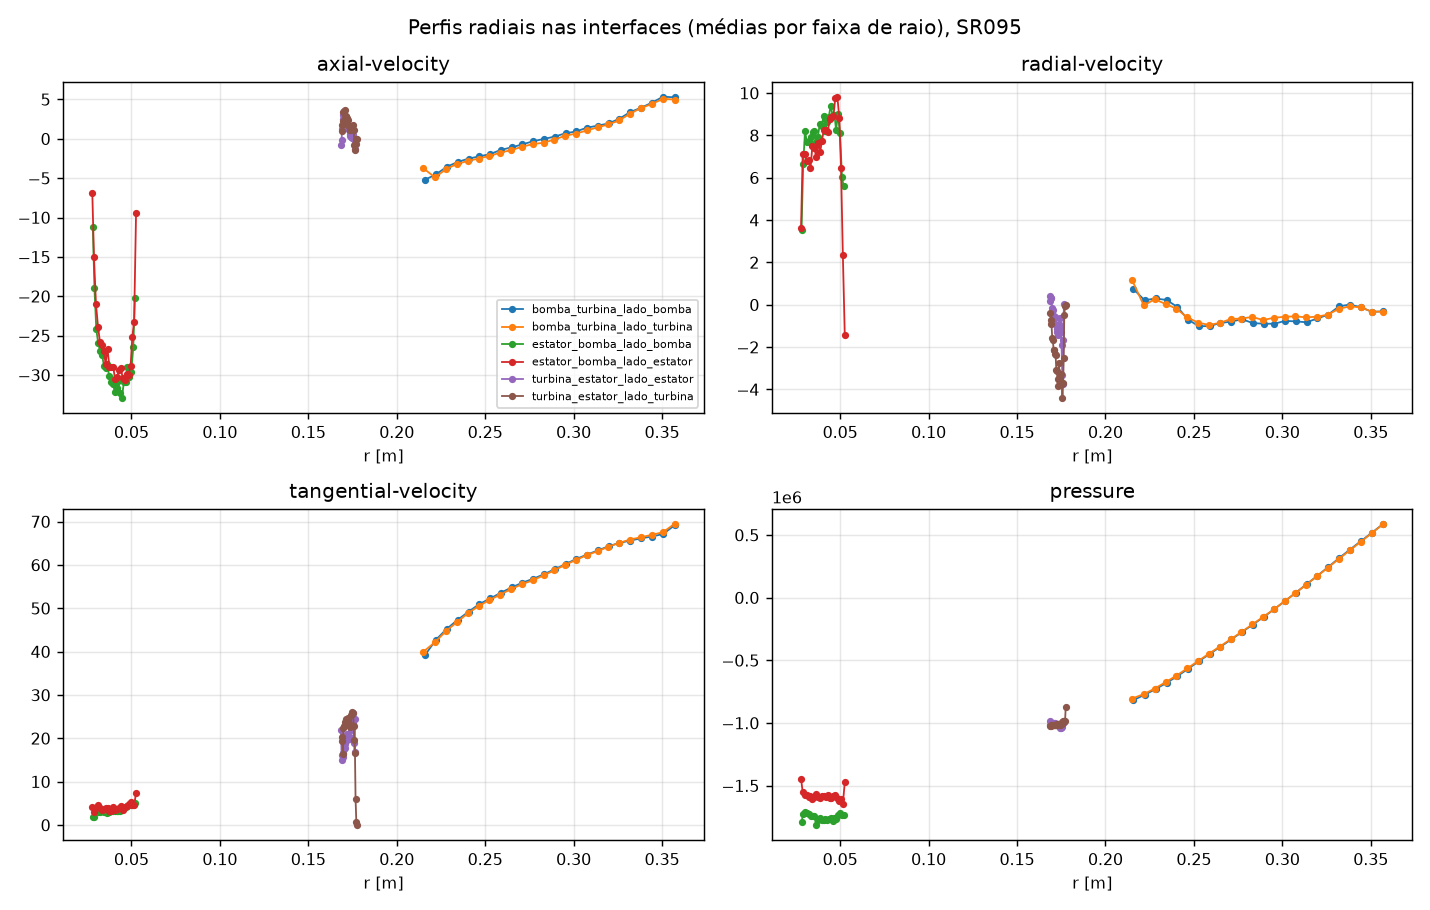 Perfis radiais nas interfaces (médias por faixa de raio), SR095
axial-velocity
5
0
−5
−10
−15
−20
−25
−30
0.05 0.10 0.15 0.20 0.25 0.30 0.35
r [m]
bomba_turbina_lado_bomba
bomba_turbina_lado_turbina
estator_bomba_lado_bomba
estator_bomba_lado_estator
turbina_estator_lado_estator
turbina_estator_lado_turbina
radial-velocity
10
8
6
4
2
0
−2
−4
0.05 0.10 0.15 0.20 0.25 0.30 0.35
r [m]
tangential-velocity
70
60
50
40
30
20
10
0
0.05 0.10 0.15 0.20 0.25 0.30 0.35
r [m]
pressure
1e6
0.5
0.0
−0.5
−1.0
−1.5
0.05 0.10 0.15 0.20 0.25 0.30 0.35
r [m]